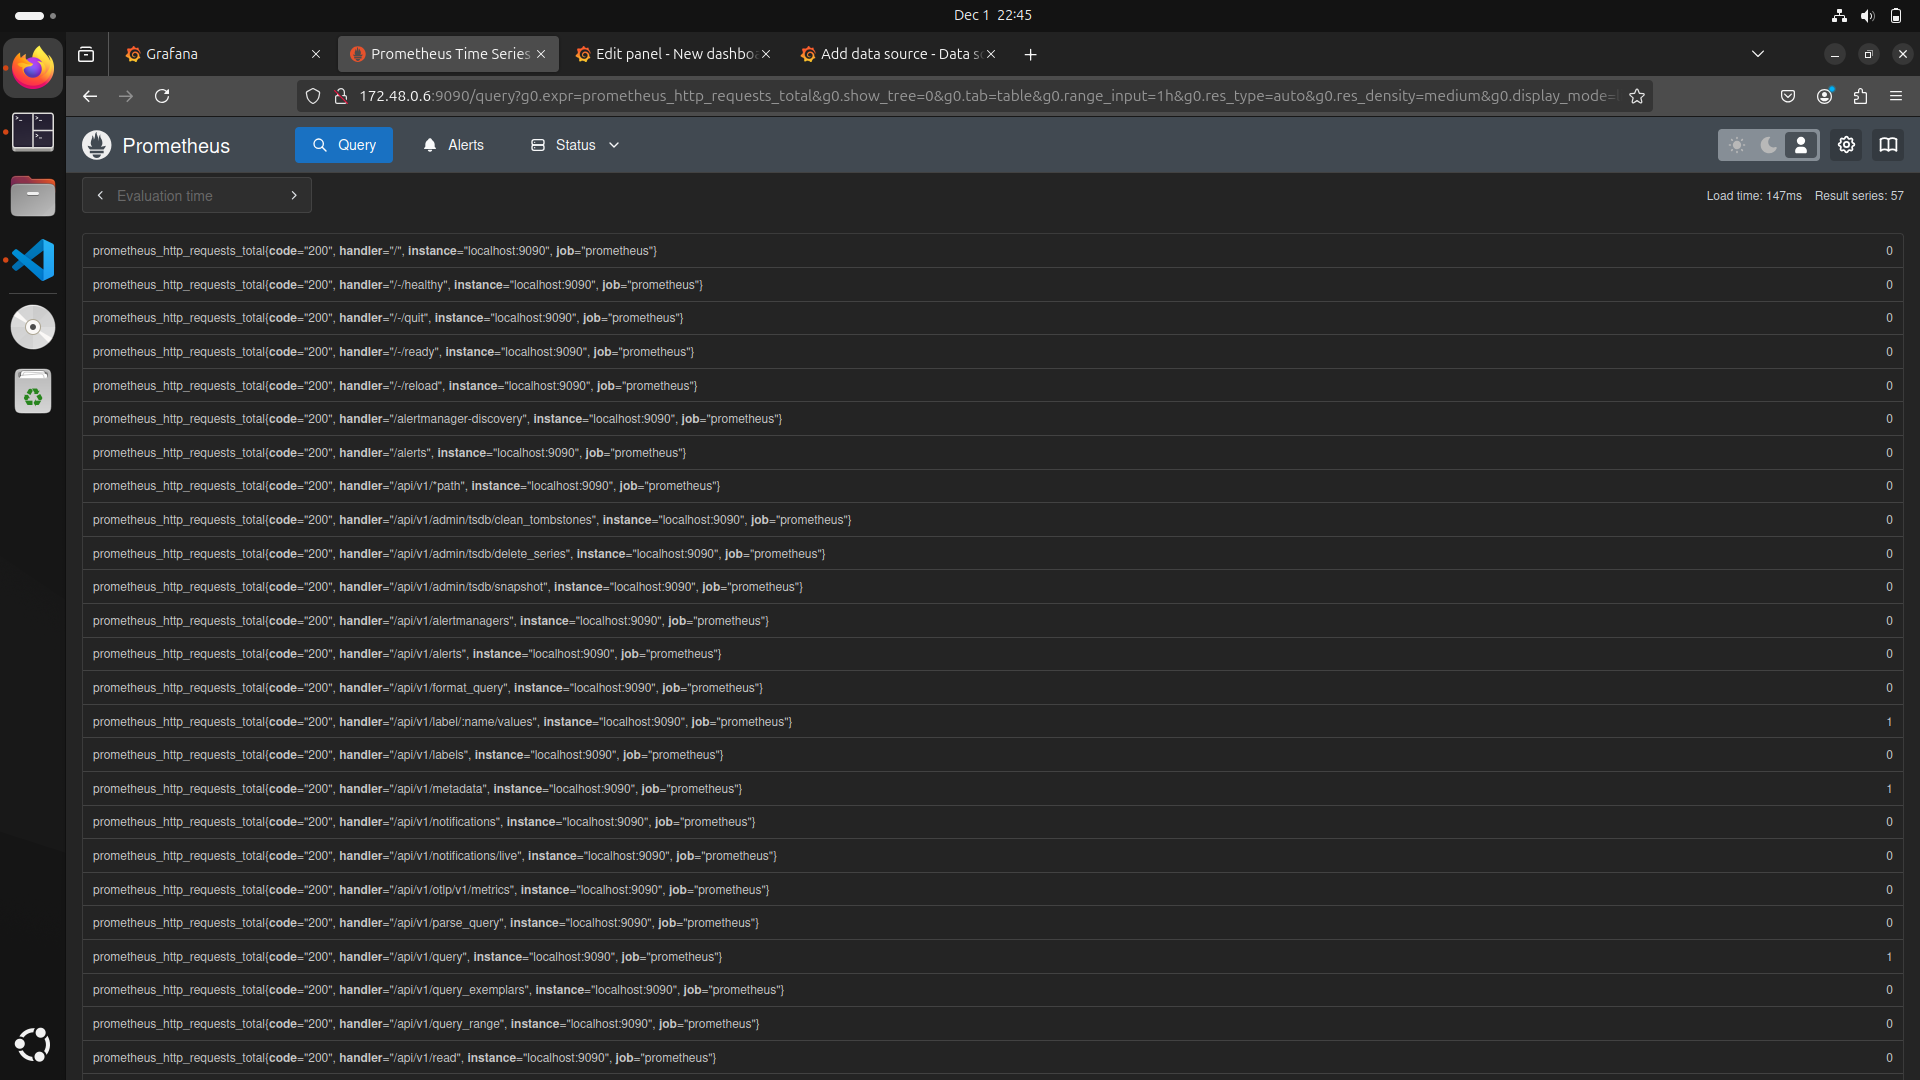 Dec 1 22:45
Grafana
Prometheus Time Series
Edit panel - New dashbo
Add data source - Data s
172.48.0.6:9090/query?g0.expr=prometheus_http_requests_total&g0.show_tree=0&g0.tab=table&g0.range_input=1h&g0.res_type=auto&g0.res_density=medium&g0.display_mode=
Prometheus
Query
Alerts
Status
Evaluation time
Load time: 147ms Result series: 57
prometheus_http_requests_total{code="200", handler="/", instance="localhost:9090", job="prometheus"} 0
prometheus_http_requests_total{code="200", handler="/-/healthy", instance="localhost:9090", job="prometheus"} 0
prometheus_http_requests_total{code="200", handler="/-/quit", instance="localhost:9090", job="prometheus"} 0
prometheus_http_requests_total{code="200", handler="/-/ready", instance="localhost:9090", job="prometheus"} 0
prometheus_http_requests_total{code="200", handler="/-/reload", instance="localhost:9090", job="prometheus"} 0
prometheus_http_requests_total{code="200", handler="/alertmanager-discovery", instance="localhost:9090", job="prometheus"} 0
prometheus_http_requests_total{code="200", handler="/alerts", instance="localhost:9090", job="prometheus"} 0
prometheus_http_requests_total{code="200", handler="/api/v1/*path", instance="localhost:9090", job="prometheus"} 0
prometheus_http_requests_total{code="200", handler="/api/v1/admin/tsdb/clean_tombstones", instance="localhost:9090", job="prometheus"} 0
prometheus_http_requests_total{code="200", handler="/api/v1/admin/tsdb/delete_series", instance="localhost:9090", job="prometheus"} 0
prometheus_http_requests_total{code="200", handler="/api/v1/admin/tsdb/snapshot", instance="localhost:9090", job="prometheus"} 0
prometheus_http_requests_total{code="200", handler="/api/v1/alertmanagers", instance="localhost:9090", job="prometheus"} 0
prometheus_http_requests_total{code="200", handler="/api/v1/alerts", instance="localhost:9090", job="prometheus"} 0
prometheus_http_requests_total{code="200", handler="/api/v1/format_query", instance="localhost:9090", job="prometheus"} 0
prometheus_http_requests_total{code="200", handler="/api/v1/label/:name/values", instance="localhost:9090", job="prometheus"} 1
prometheus_http_requests_total{code="200", handler="/api/v1/labels", instance="localhost:9090", job="prometheus"} 0
prometheus_http_requests_total{code="200", handler="/api/v1/metadata", instance="localhost:9090", job="prometheus"} 1
prometheus_http_requests_total{code="200", handler="/api/v1/notifications", instance="localhost:9090", job="prometheus"} 0
prometheus_http_requests_total{code="200", handler="/api/v1/notifications/live", instance="localhost:9090", job="prometheus"} 0
prometheus_http_requests_total{code="200", handler="/api/v1/otlp/v1/metrics", instance="localhost:9090", job="prometheus"} 0
prometheus_http_requests_total{code="200", handler="/api/v1/parse_query", instance="localhost:9090", job="prometheus"} 0
prometheus_http_requests_total{code="200", handler="/api/v1/query", instance="localhost:9090", job="prometheus"} 1
prometheus_http_requests_total{code="200", handler="/api/v1/query_exemplars", instance="localhost:9090", job="prometheus"} 0
prometheus_http_requests_total{code="200", handler="/api/v1/query_range", instance="localhost:9090", job="prometheus"} 0
prometheus_http_requests_total{code="200", handler="/api/v1/read", instance="localhost:9090", job="prometheus"} 0